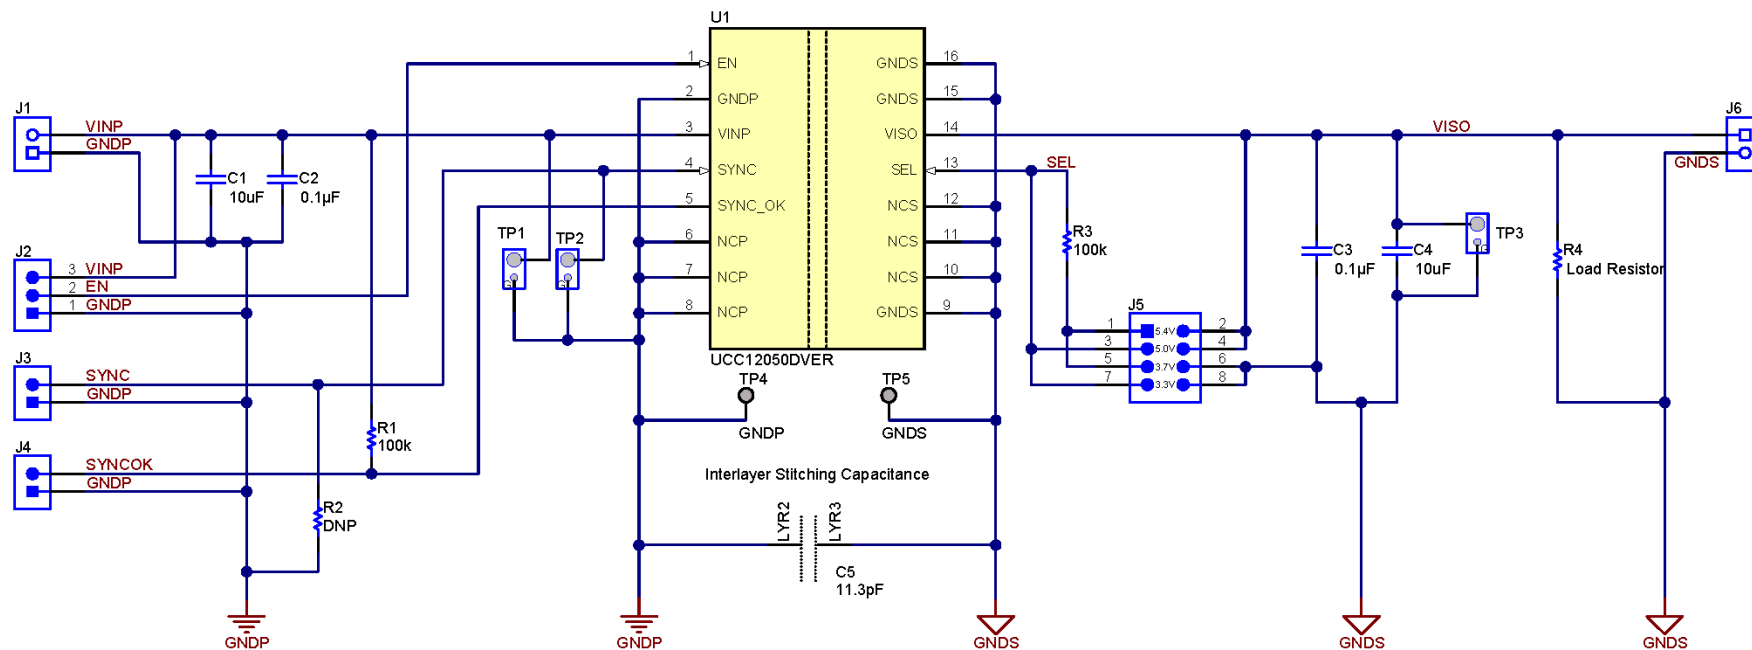 U1
J1
VINP
GNDP
C1
10uF
C2
0.1µF
J2
3 VINP
2 EN
1 GNDP
J3
SYNC
GNDP
J4
SYNCOK
GNDP
R1
100k
R2
DNP
GNDP
TP1
G
TP2
G
1 EN
2 GNDP
3 VINP
4 SYNC
5 SYNC_OK
6 NCP
7 NCP
8 NCP
GNDS 16
GNDS 15
VISO 14
SEL 13
NCS 12
NCS 11
NCS 10
GNDS 9
UCC12050DVER
TP4
GNDP
TP5
GNDS
Interlayer Stitching Capacitance
LYR2
LYR3
C5
11.3pF
GNDP
GNDS
SEL
R3
100k
J5
1 5.4V 2
3 5.0V 4
5 3.7V 6
7 3.3V 8
VISO
C3
0.1µF
C4
10uF
TP3
G
R4
Load Resistor
J6
GNDS
GNDS
GNDS